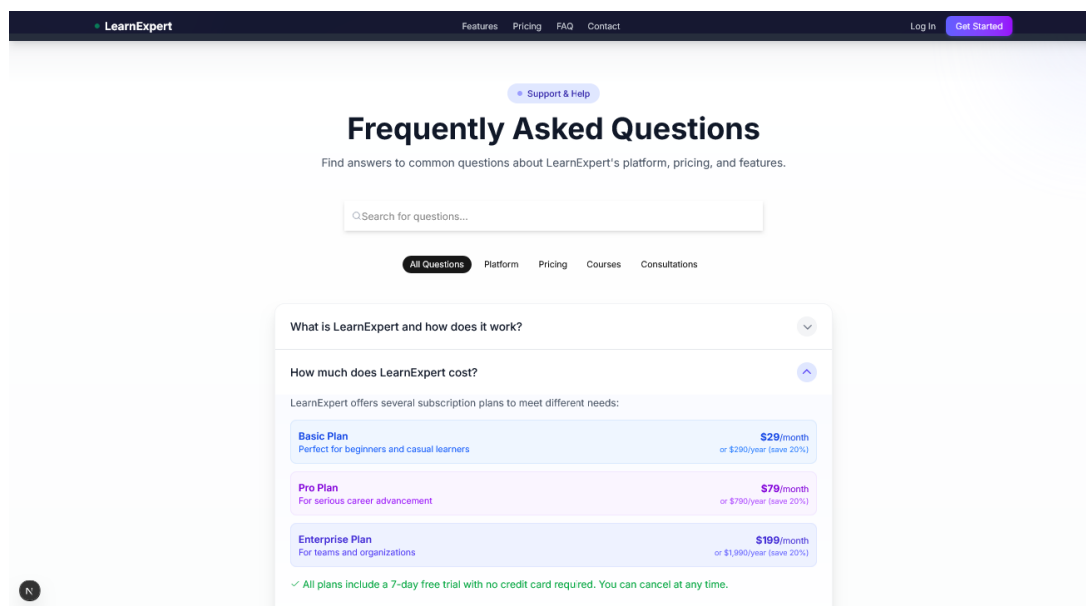 LearnExpert
Features Pricing FAQ Contact
Log In Get Started
Support & Help
Frequently Asked Questions
Find answers to common questions about LearnExpert's platform, pricing, and features.
Search for questions...
All Questions Platform Pricing Courses Consultations
What is LearnExpert and how does it work?
How much does LearnExpert cost?
LearnExpert offers several subscription plans to meet different needs:
Basic Plan $29/month
Perfect for beginners and casual learners or $290/year (save 20%)
Pro Plan $79/month
For serious career advancement or $790/year (save 20%)
Enterprise Plan $199/month
For teams and organizations or $1,990/year (save 20%)
✓ All plans include a 7-day free trial with no credit card required. You can cancel at any time.
N